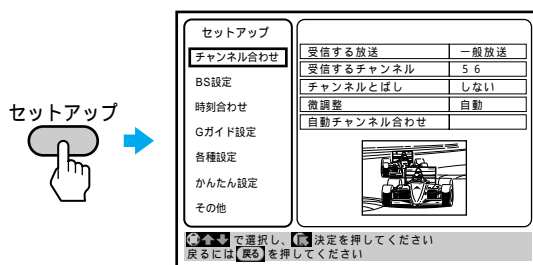 セットアップ
セットアップ
チャンネル合わせ
BS設定
時刻合わせ
Gガイド設定
各種設定
かんたん設定
その他
受信する放送 一般放送
受信するチャンネル 56
チャンネルとばし しない
微調整 自動
自動チャンネル合わせ
で選択し、 決定を押してください
戻るには 戻る を押してください